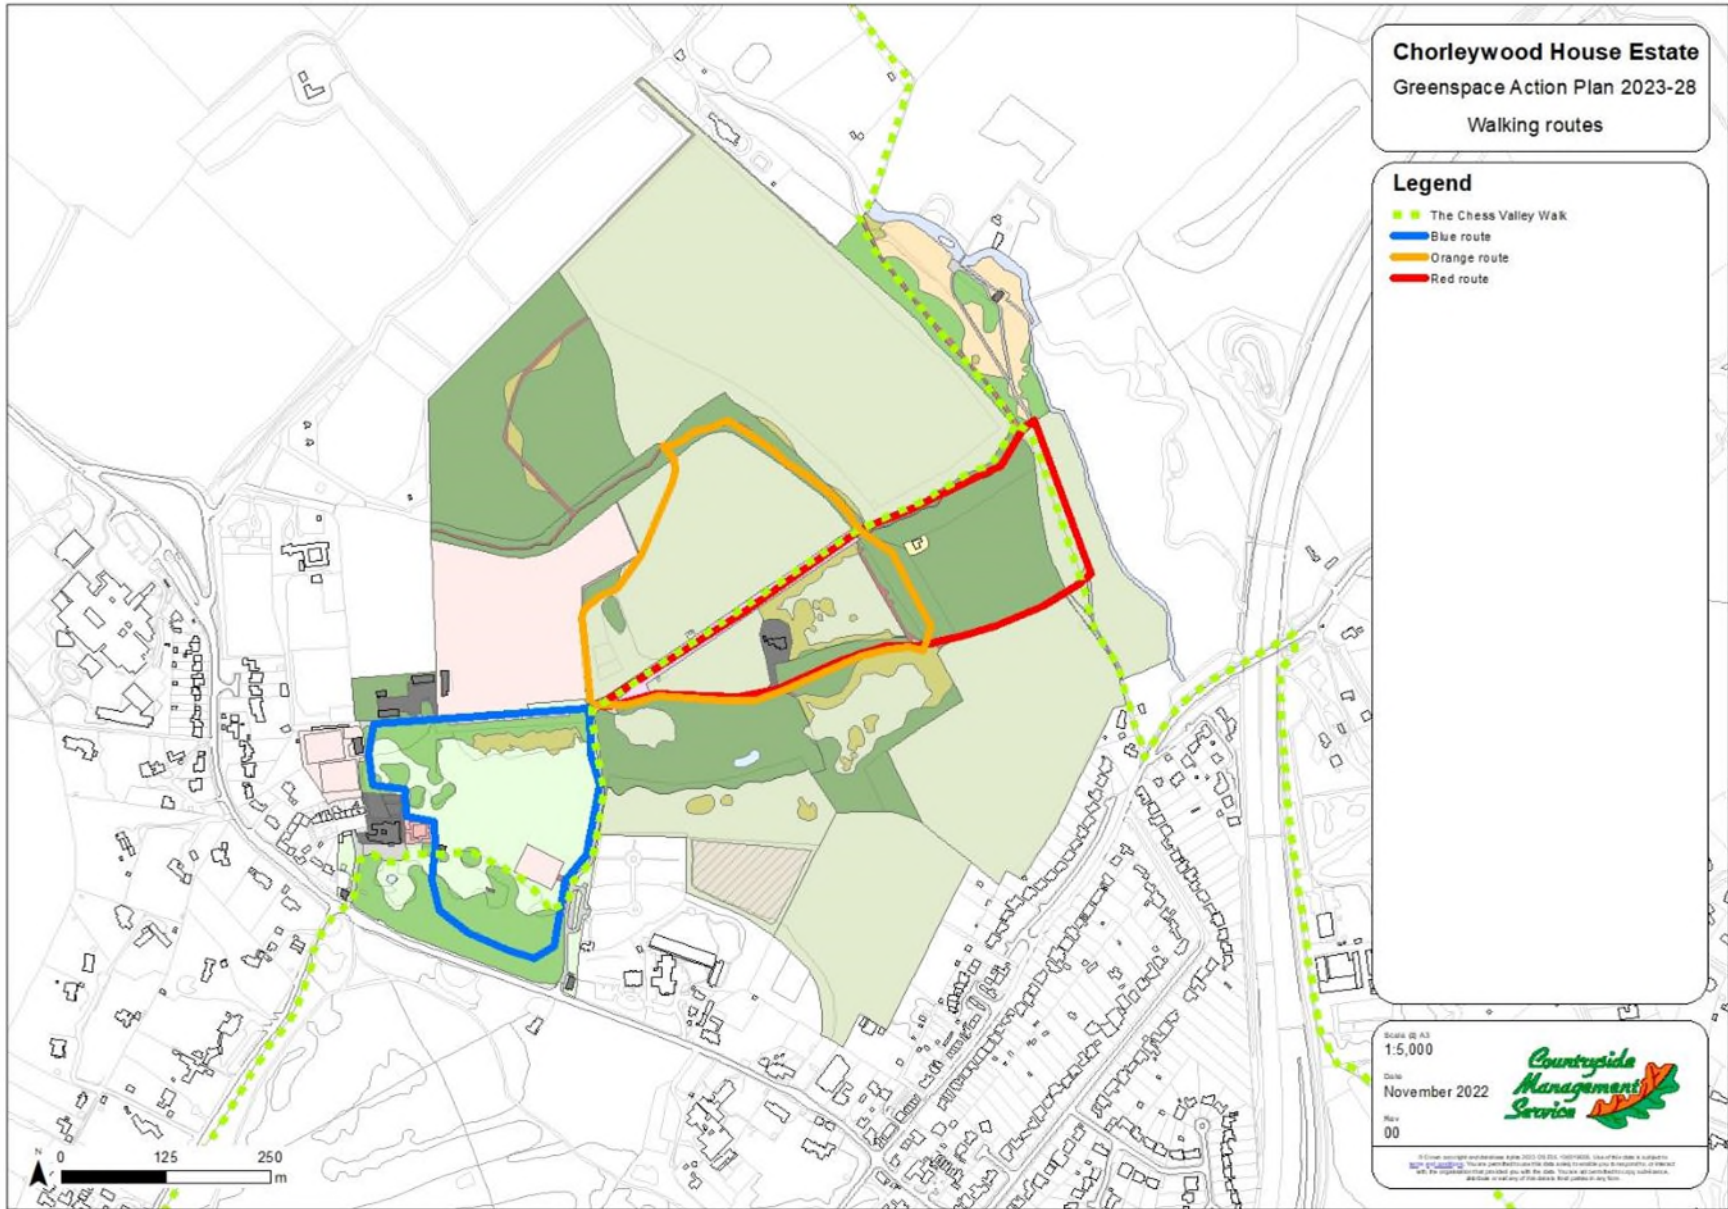 Chorleywood House Estate
Greenspace Action Plan 2023-28
Walking routes
Legend
The Chess Valley Walk
Blue route
Orange route
Red route
Scale @ A3
1:5,000
Date
November 2022
Rev
00
Countryside
Management
Service
N
0 125 250
m